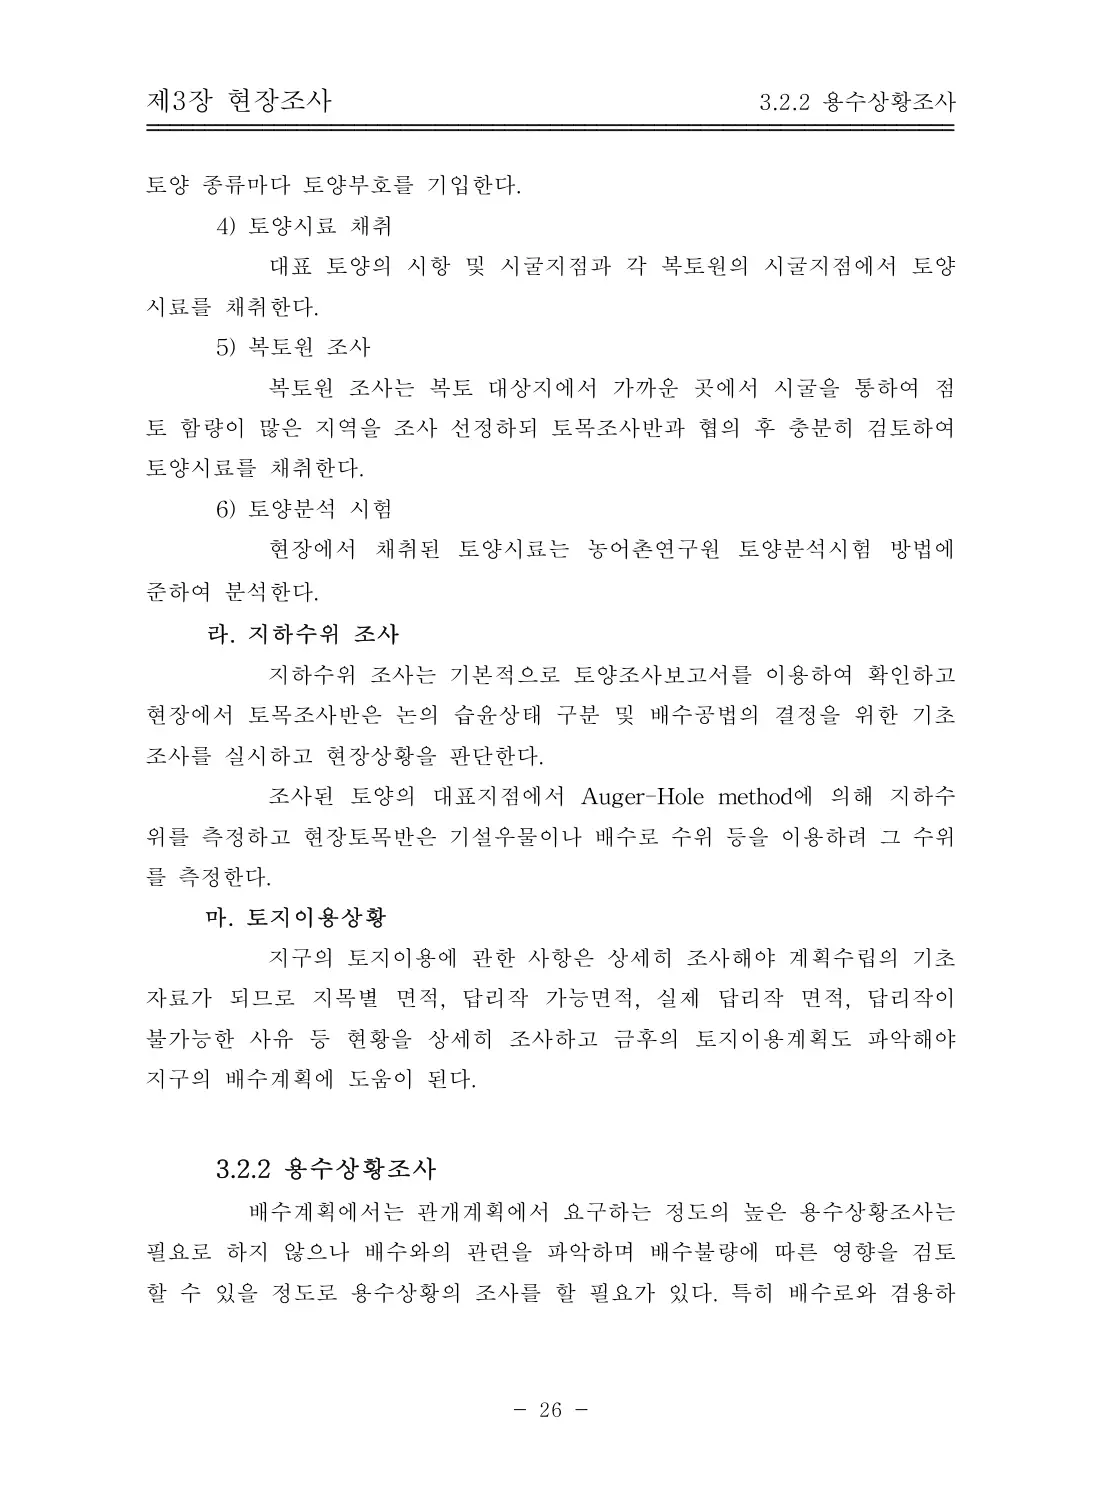 제3장 현장조사 3.2.2 용수상황조사
토양 종류마다 토양부호를 기입한다.
4) 토양시료 채취
대표 토양의 시항 및 시굴지점과 각 복토원의 시굴지점에서 토양
시료를 채취한다.
5) 복토원 조사
복토원 조사는 복토 대상지에서 가까운 곳에서 시굴을 통하여 점
토 함량이 많은 지역을 조사 선정하되 토목조사반과 협의 후 충분히 검토하여
토양시료를 채취한다.
6) 토양분석 시험
현장에서 채취된 토양시료는 농어촌연구원 토양분석시험 방법에
준하여 분석한다.
라. 지하수위 조사
지하수위 조사는 기본적으로 토양조사보고서를 이용하여 확인하고
현장에서 토목조사반은 논의 습윤상태 구분 및 배수공법의 결정을 위한 기초
조사를 실시하고 현장상황을 판단한다.
조사된 토양의 대표지점에서 Auger-Hole method에 의해 지하수
위를 측정하고 현장토목반은 기설우물이나 배수로 수위 등을 이용하려 그 수위
를 측정한다.
마. 토지이용상황
지구의 토지이용에 관한 사항은 상세히 조사해야 계획수립의 기초
자료가 되므로 지목별 면적, 답리작 가능면적, 실제 답리작 면적, 답리작이
불가능한 사유 등 현황을 상세히 조사하고 금후의 토지이용계획도 파악해야
지구의 배수계획에 도움이 된다.
3.2.2 용수상황조사
배수계획에서는 관개계획에서 요구하는 정도의 높은 용수상황조사는
필요로 하지 않으나 배수와의 관련을 파악하며 배수불량에 따른 영향을 검토
할 수 있을 정도로 용수상황의 조사를 할 필요가 있다. 특히 배수로와 겸용하
- 26 -